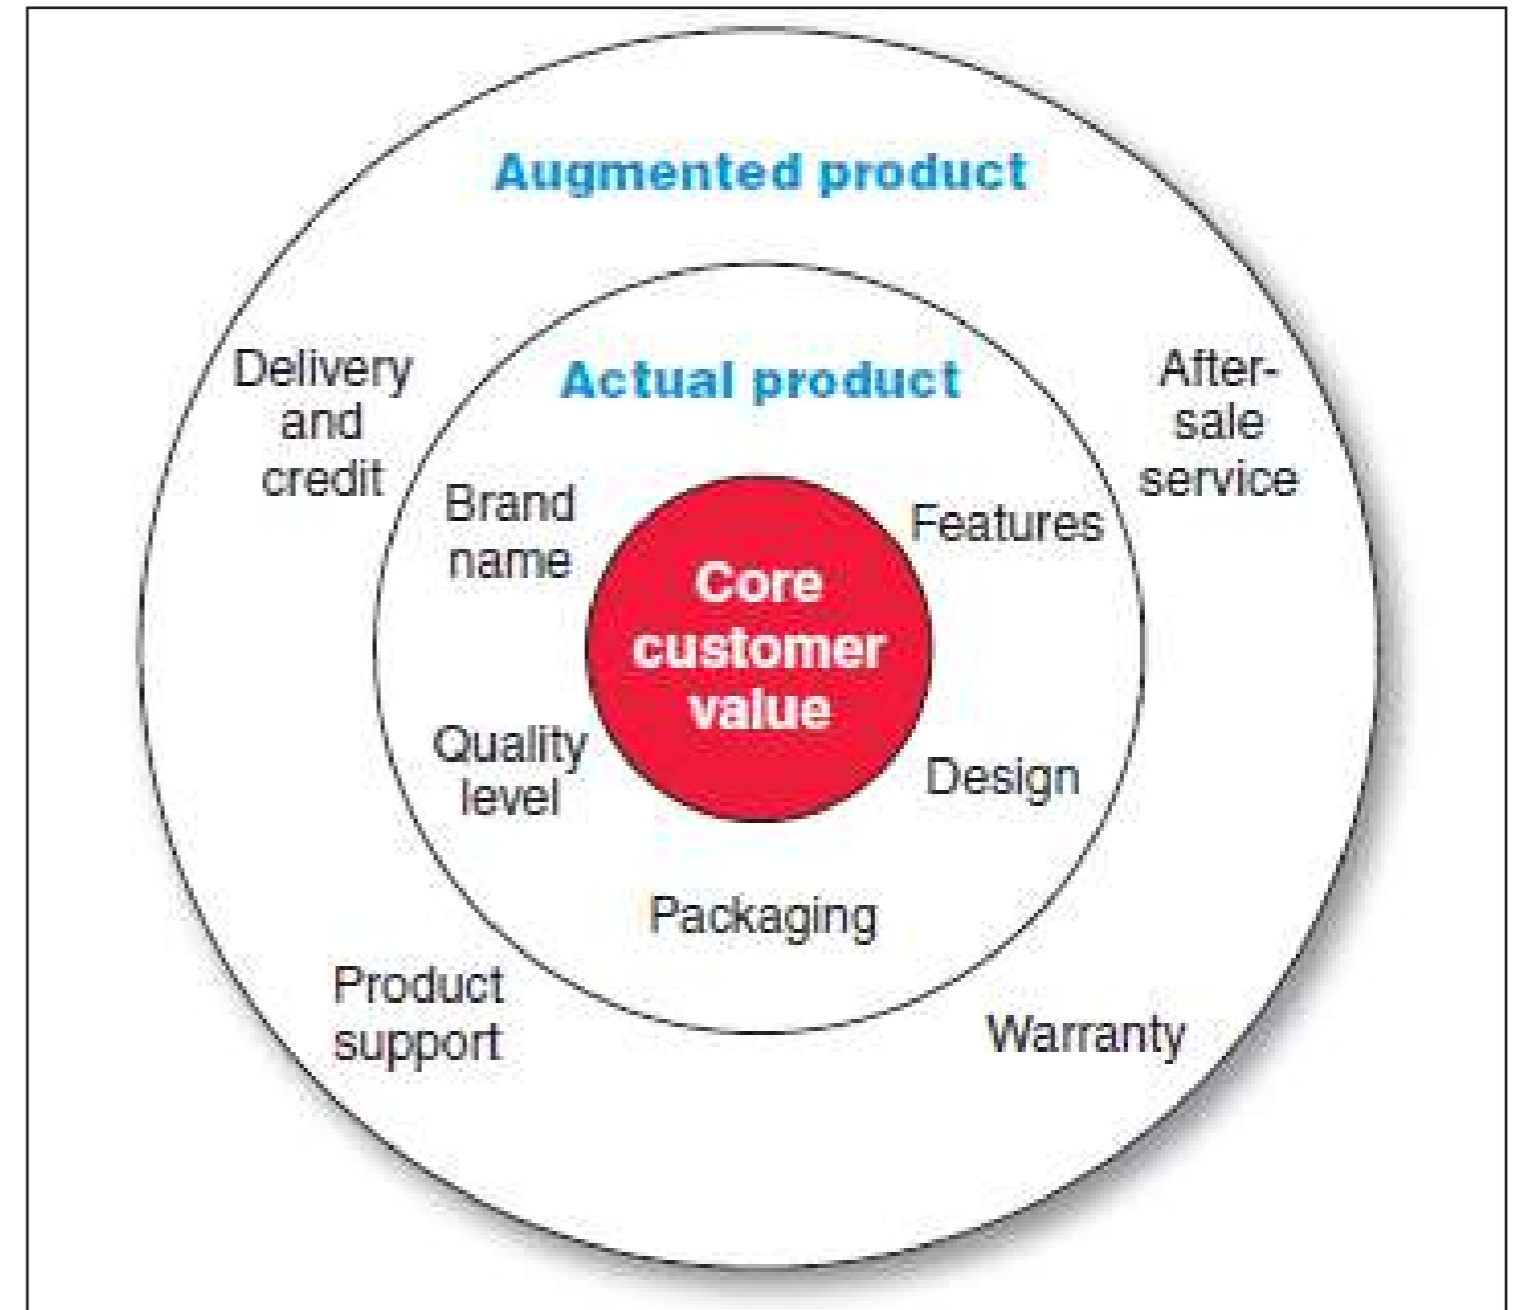 Augmented product
Delivery
and
credit
After-
sale
service
Actual product
Brand
name
Features
Core
customer
value
Quality
level
Design
Packaging
Product
support
Warranty